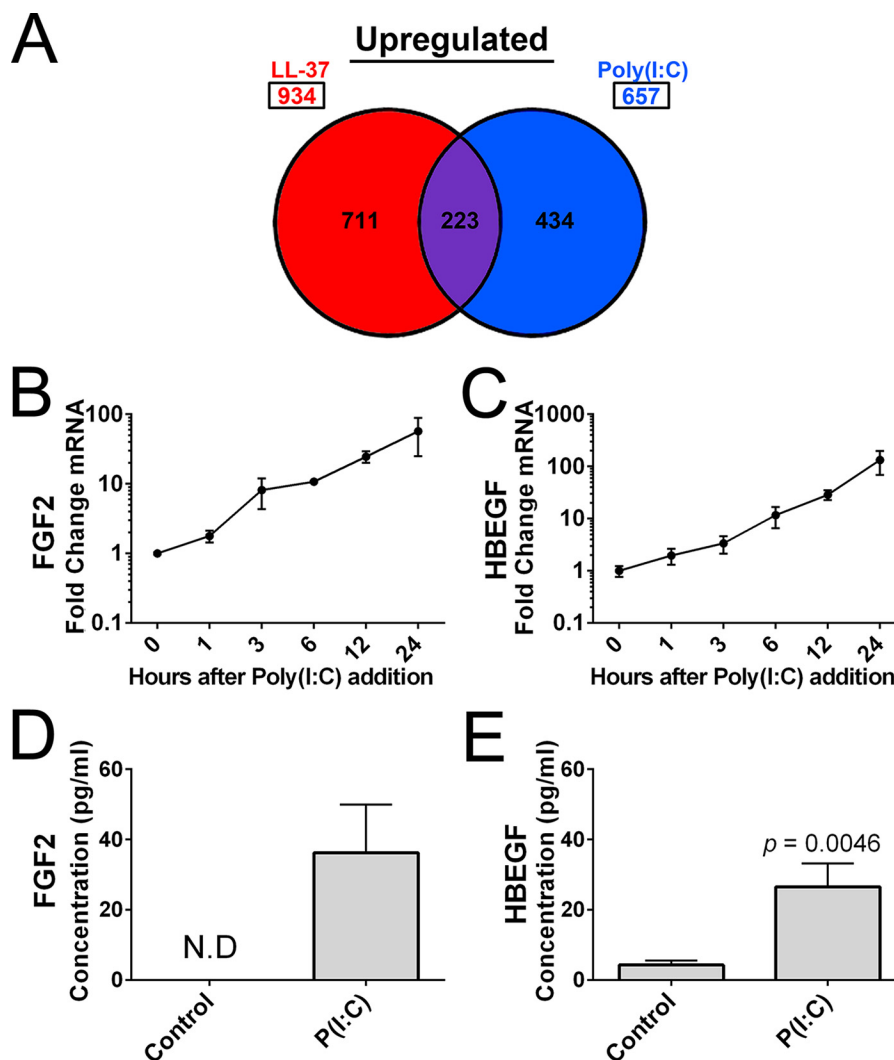 A
Upregulated
LL-37
934
Poly(I:C)
657
711
223
434
B
FGF2
Fold Change mRNA
100
10
1
0.1
0
1
3
6
12
24
Hours after Poly(I:C) addition
C
HBEGF
Fold Change mRNA
1000
100
10
1
0.1
0
1
3
6
12
24
Hours after Poly(I:C) addition
D
FGF2
Concentration (pg/ml)
60
40
20
0
N.D
Control
P(I:C)
E
HBEGF
Concentration (pg/ml)
60
40
20
0
p = 0.0046
Control
P(I:C)